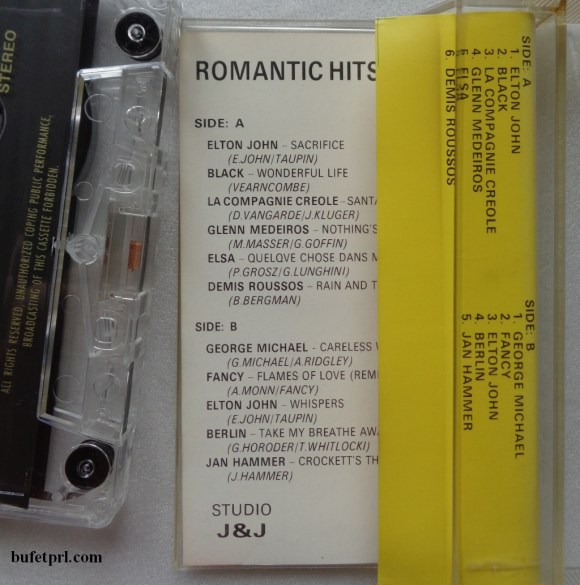 STEREO
ALL RIGHTS RESERVED, UNAUTHORIZED COPING PUBLIC PERFORMANCE,
BROADCASTING OF THIS CASSETTE FORBIDDEN.
ROMANTIC HITS
SIDE: A
ELTON JOHN – SACRIFICE
(E.JOHN/TAUPIN)
BLACK – WONDERFUL LIFE
(VEARNCOMBE)
LA COMPAGNIE CREOLE – SANTA
(D.VANGARDE/J.KLUGER)
GLENN MEDEIROS – NOTHING'S
(M.MASSER/G.GOFFIN)
ELSA – QUELQVE CHOSE DANS M
(P.GROSZ/G.LUNGHINI)
DEMIS ROUSSOS – RAIN AND T
(B.BERGMAN)
SIDE: B
GEORGE MICHAEL – CARELESS W
(G.MICHAEL/A.RIDGLEY)
FANCY – FLAMES OF LOVE (REMI
(A.MONN/FANCY)
ELTON JOHN – WHISPERS
(E.JOHN/TAUPIN)
BERLIN – TAKE MY BREATHE AWA
(G.HORODER/T.WHITLOCKI)
JAN HAMMER – CROCKETT'S TH
(J.HAMMER)
STUDIO
J&J
SIDE: A
1. ELTON JOHN
2. BLACK
3. LA COMPAGNIE CREOLE
4. GLENN MEDEIROS
5. ELSA
6. DEMIS ROUSSOS
SIDE: B
1. GEORGE MICHAEL
2. FANCY
3. ELTON JOHN
4. BERLIN
5. JAN HAMMER
bufetprl.com